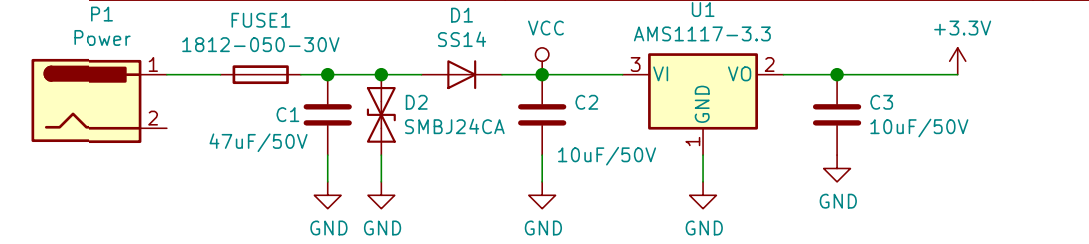 P1
Power
1
2
FUSE1
1812-050-30V
C1
47uF/50V
GND
D2
SMBJ24CA
GND
D1
SS14
VCC
C2
10uF/50V
GND
U1
AMS1117-3.3
3
VI
VO
2
GND
1
GND
C3
10uF/50V
GND
+3.3V